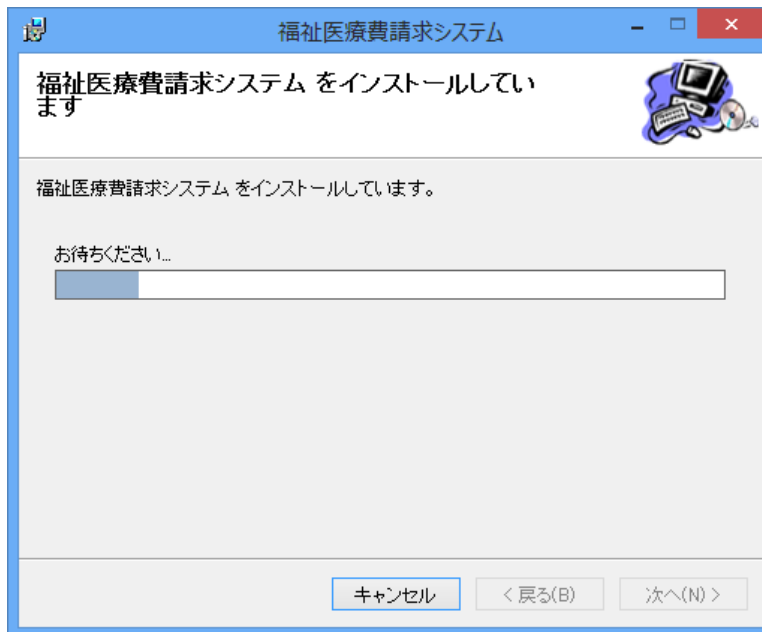 福祉医療費請求システム
福祉医療費請求システム をインストールしてい
ます
福祉医療費請求システム をインストールしています。
お待ちください...
キャンセル
< 戻る(B)
次へ(N) >